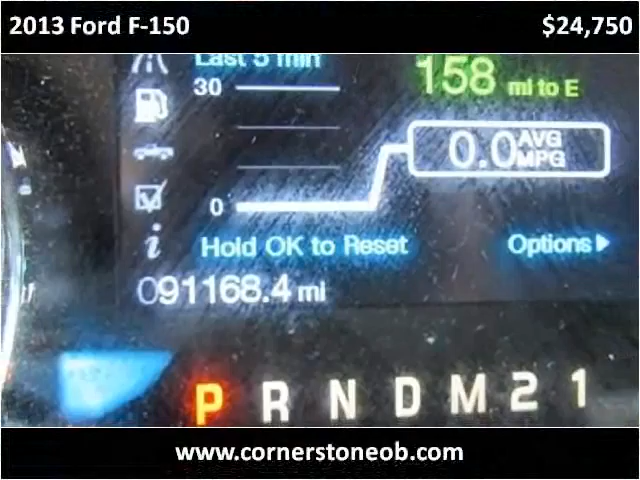 2013 Ford F-150 $24,750
Last 5 min
158 mi to E
30
0.0 AVG MPG
0
Hold OK to Reset Options
091168.4 mi
P R N D M 2 1
www.cornerstoneob.com